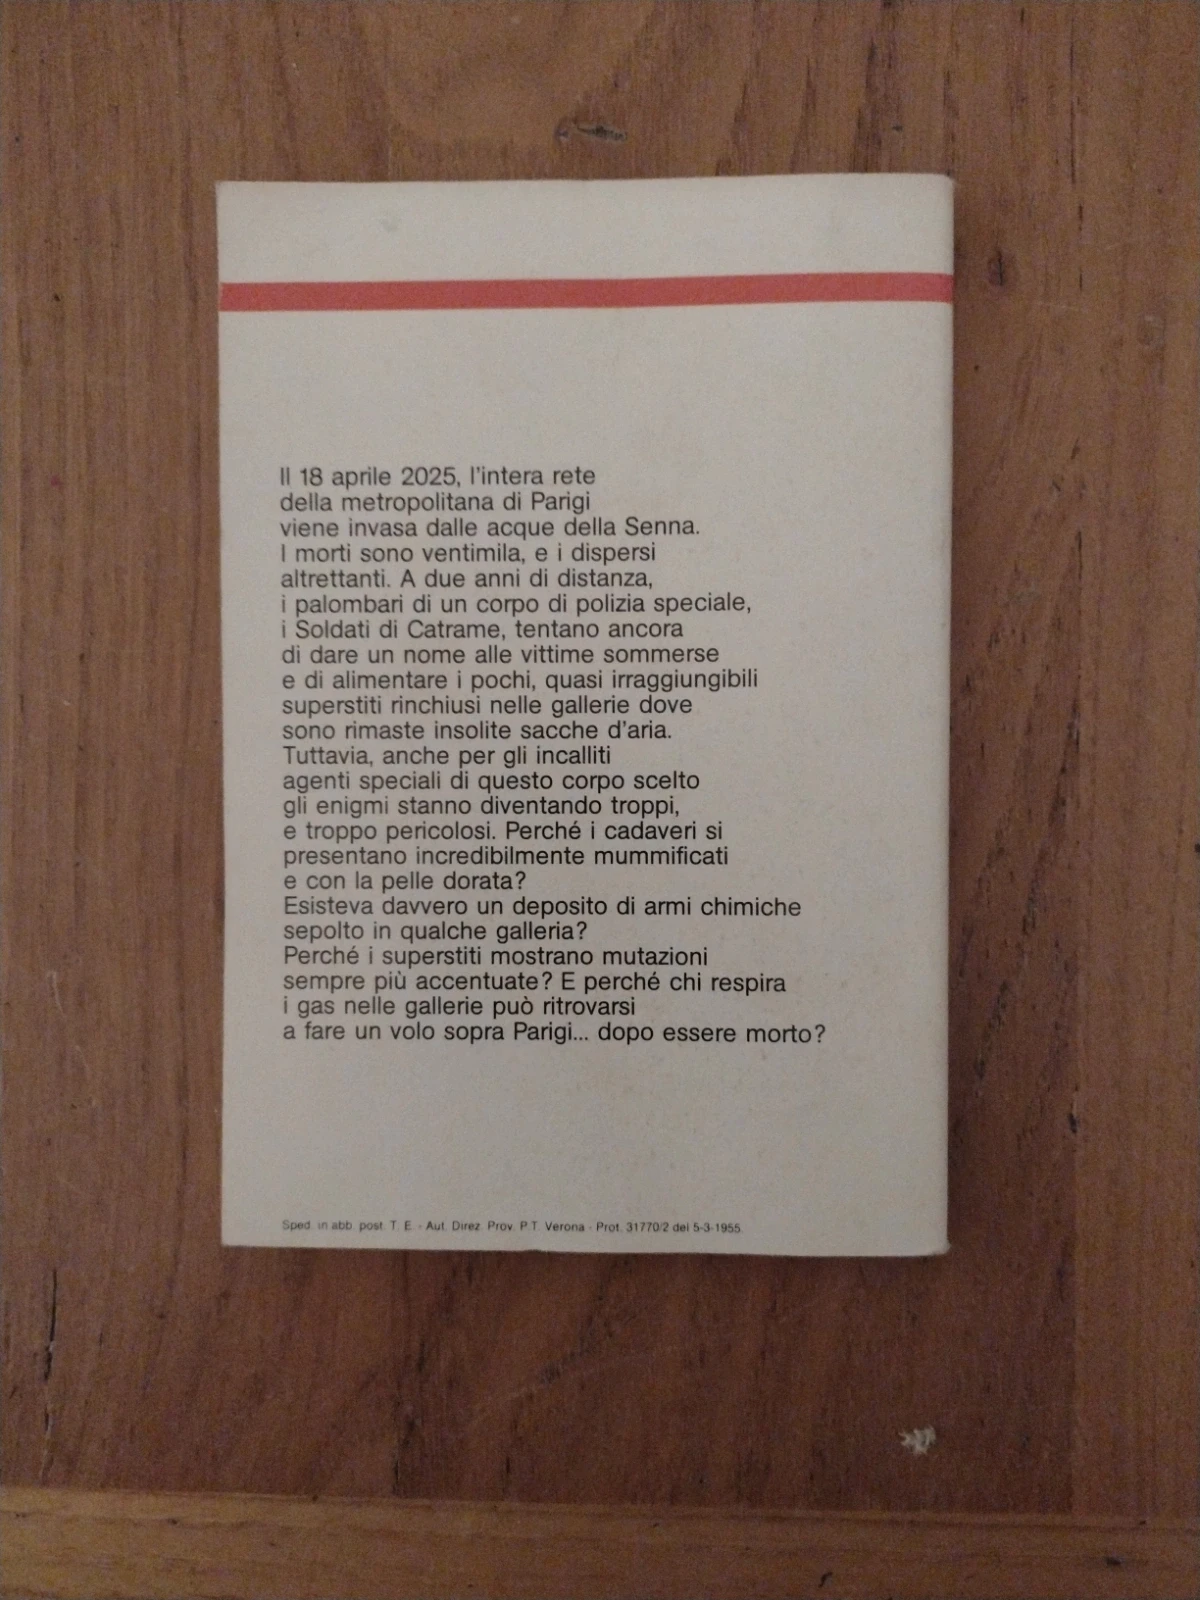 Il 18 aprile 2025, l'intera rete
della metropolitana di Parigi
viene invasa dalle acque della Senna.
I morti sono ventimila, e i dispersi
altrettanti. A due anni di distanza,
i palombari di un corpo di polizia speciale,
i Soldati di Catrame, tentano ancora
di dare un nome alle vittime sommerse
e di alimentare i pochi, quasi irraggiungibili
superstiti rinchiusi nelle gallerie dove
sono rimaste insolite sacche d'aria.
Tuttavia, anche per gli incalliti
agenti speciali di questo corpo scelto
gli enigmi stanno diventando troppi,
e troppo pericolosi. Perché i cadaveri si
presentano incredibilmente mummificati
e con la pelle dorata?
Esisteva davvero un deposito di armi chimiche
sepolto in qualche galleria?
Perché i superstiti mostrano mutazioni
sempre più accentuate? E perché chi respira
i gas nelle gallerie può ritrovarsi
a fare un volo sopra Parigi... dopo essere morto?
Sped. in abb. post. T. E. - Aut. Direz. Prov. P.T. Verona - Prot. 31770/2 del 5-3-1955.